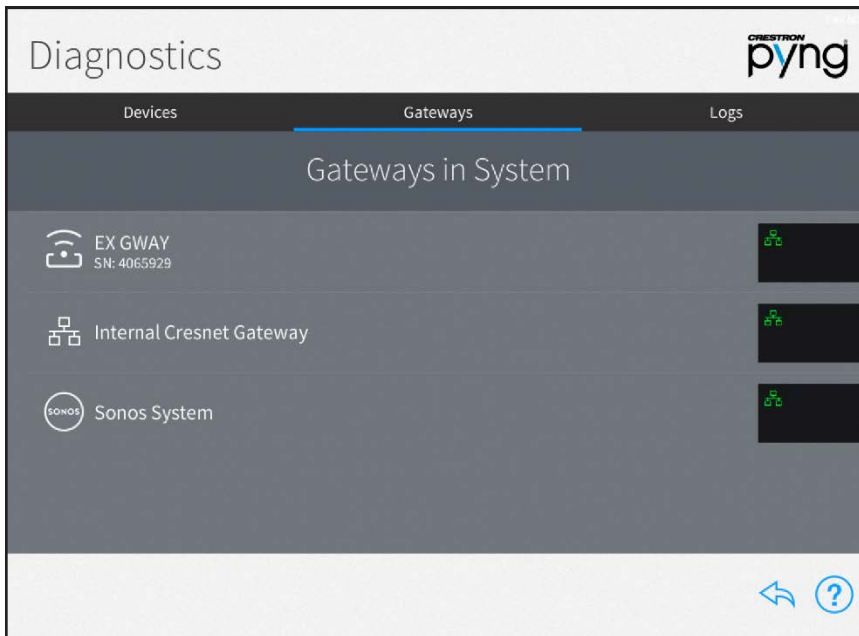 Diagnostics
CRESTRON
pyng
Devices Gateways Logs
Gateways in System
EX GWAY
SN: 4065929
Internal Cresnet Gateway
SONOS
Sonos System
?